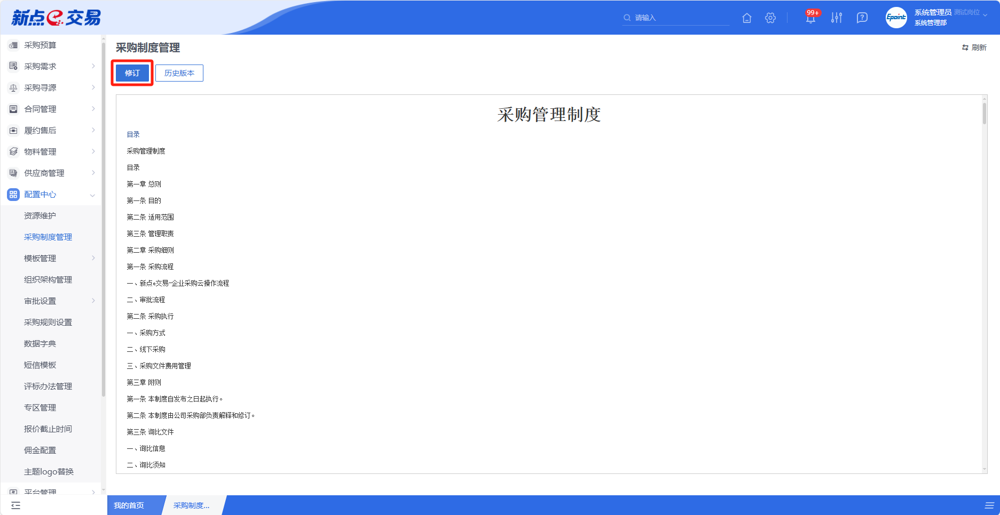 新点e交易
请输入
99+
Epoint
系统管理员 测试岗位
系统管理部
采购预算
采购需求
采购寻源
合同管理
履约售后
物料管理
供应商管理
配置中心
资源维护
采购制度管理
模板管理
组织架构管理
审批设置
采购规则设置
数据字典
短信模板
评标办法管理
专区管理
报价截止时间
佣金配置
主题logo替换
平台管理
采购制度管理
刷新
修订
历史版本
采购管理制度
目录
采购管理制度
目录
第一章 总则
第一条 目的
第二条 适用范围
第三条 管理职责
第二章 采购细则
第一条 采购流程
一、新点e交易-企业采购云操作流程
二、审批流程
第二条 采购执行
一、采购方式
二、线下采购
三、采购文件费用管理
第三章 附则
第一条 本制度自发布之日起执行。
第二条 本制度由公司采购部负责解释和修订。
第三条 询比文件
一、询比信息
二、询比须知
我的首页
采购制度...